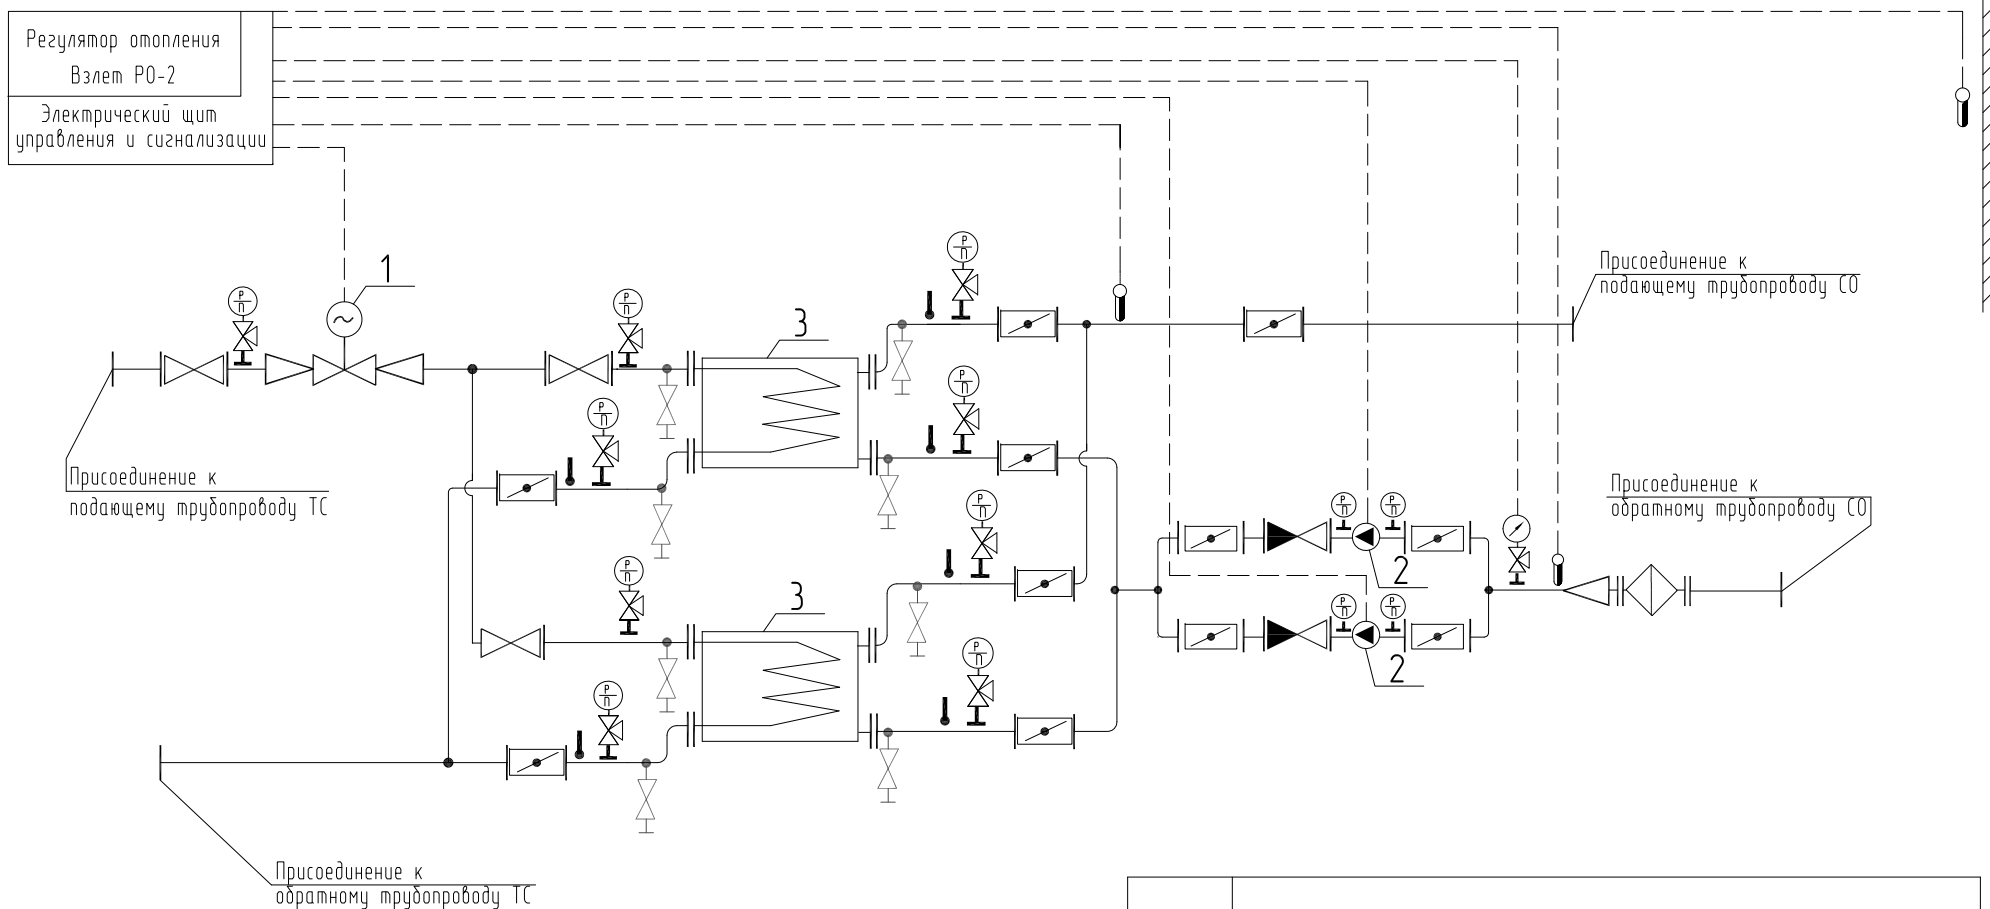 Регулятор отопления
Взлет РО-2
Электрический щит
управления и сигнализации
P
П
1
P
П
3
P
П
Присоединение к
подающему трубопроводу СО
P
П
P
П
Присоединение к
подающему трубопроводу ТС
P
П
P
П
P
П
Присоединение к
обратному трубопроводу СО
2
P
П
3
P
П
P
П
2
P
П
P
П
Присоединение к
обратному трубопроводу ТС